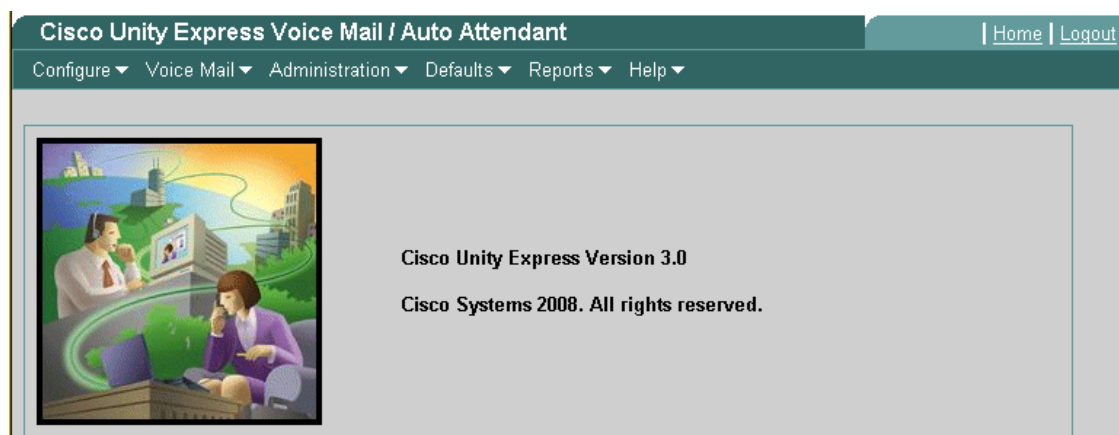 Cisco Unity Express Voice Mail / Auto Attendant
Home | Logout
Configure Voice Mail Administration Defaults Reports Help
Cisco Unity Express Version 3.0
Cisco Systems 2008. All rights reserved.